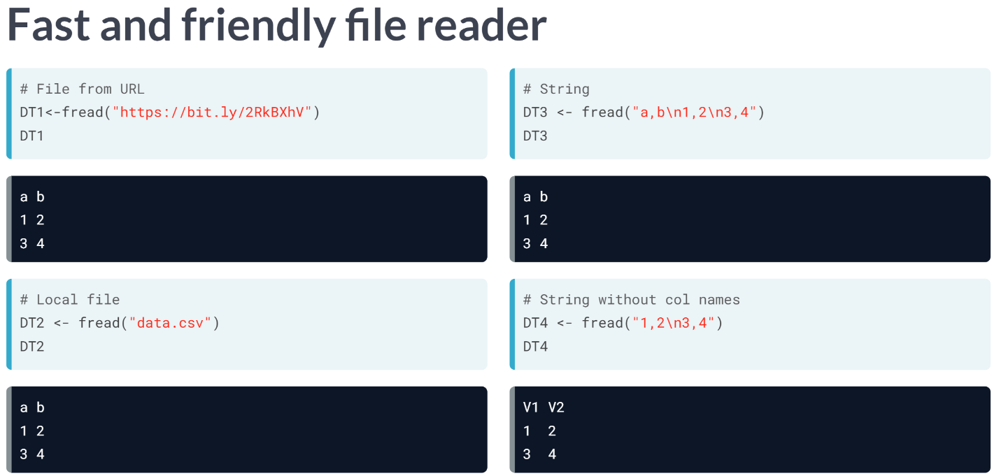 Fast and friendly file reader
# File from URL
DT1<-fread("https://bit.ly/2RkBXhV")
DT1
a b
1 2
3 4
# Local file
DT2 <- fread("data.csv")
DT2
a b
1 2
3 4
# String
DT3 <- fread("a,b\n1,2\n3,4")
DT3
a b
1 2
3 4
# String without col names
DT4 <- fread("1,2\n3,4")
DT4
V1 V2
1  2
3  4